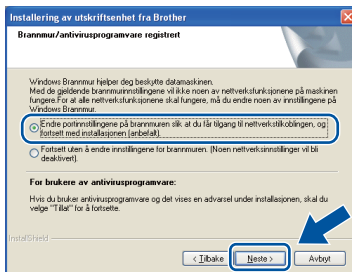 Installering av utskriftsenhet fra Brother
Brannmur/antivirusprogramvare registrert
Windows Brannmur hjelper deg beskytte datamaskinen.
Med de gjeldende brannmurinnstillingene vil ikke noen av nettverksfunksjonene på maskinen
fungere.For at alle nettverksfunksjonene skal fungere, må du endre noen av innstillingene på
Windows Brannmur.
Endre portinnstillingene på brannmuren slik at du får tilgang til nettverkstilkoblingen, og
fortsett med installasjonen (anbefalt).
Fortsett uten å endre innstillingene for brannmuren. (Noen nettverksinnstillinger vil bli
deaktivert).
For brukere av antivirusprogramvare:
Hvis du bruker antivirusprogramvare og det vises en advarsel under installasjonen, skal du
velge "Tillat" for å fortsette.
InstallShield
< Tilbake Neste > Avbryt